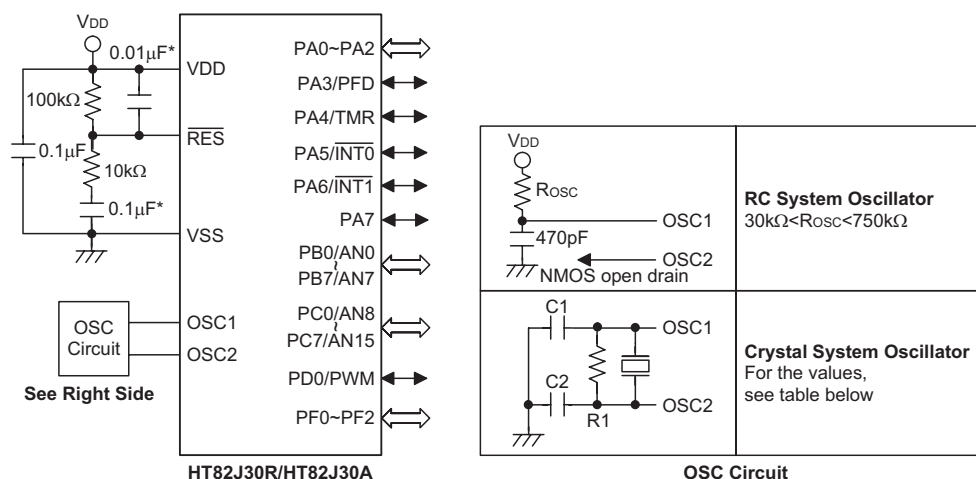 VDD
0.01µF*
100kΩ
0.1µF
10kΩ
0.1µF*
VDD
RES
VSS
OSC1
OSC2
OSC
Circuit
See Right Side
PA0~PA2
PA3/PFD
PA4/TMR
PA5/INT0
PA6/INT1
PA7
PB0/AN0
~
PB7/AN7
PC0/AN8
~
PC7/AN15
PD0/PWM
PF0~PF2
HT82J30R/HT82J30A
VDD
ROSC
OSC1
470pF
OSC2
NMOS open drain
RC System Oscillator
30kΩ<ROSC<750kΩ
C1
OSC1
C2
OSC2
R1
Crystal System Oscillator
For the values,
see table below
OSC Circuit